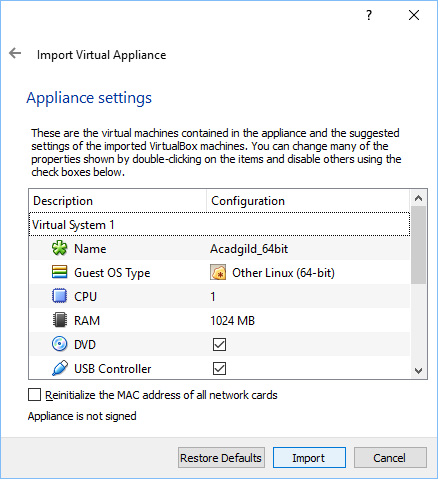 ?
Import Virtual Appliance
Appliance settings
These are the virtual machines contained in the appliance and the suggested
settings of the imported VirtualBox machines. You can change many of the
properties shown by double-clicking on the items and disable others using the
check boxes below.
Description Configuration
Virtual System 1
Name Acadgild_64bit
Guest OS Type Other Linux (64-bit)
CPU 1
RAM 1024 MB
DVD
USB Controller
Reinitialize the MAC address of all network cards
Appliance is not signed
Restore Defaults Import Cancel